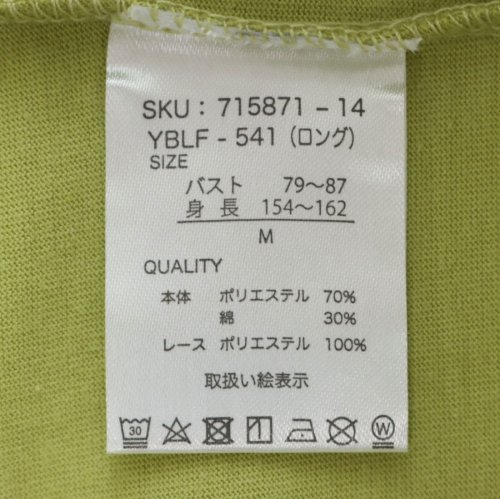 SKU : 715871 - 14
YBLF - 541 (ロング)
SIZE
バスト 79～87
身長 154～162
M
QUALITY
本体 ポリエステル 70%
綿 30%
レース ポリエステル 100%
取扱い絵表示
30 W